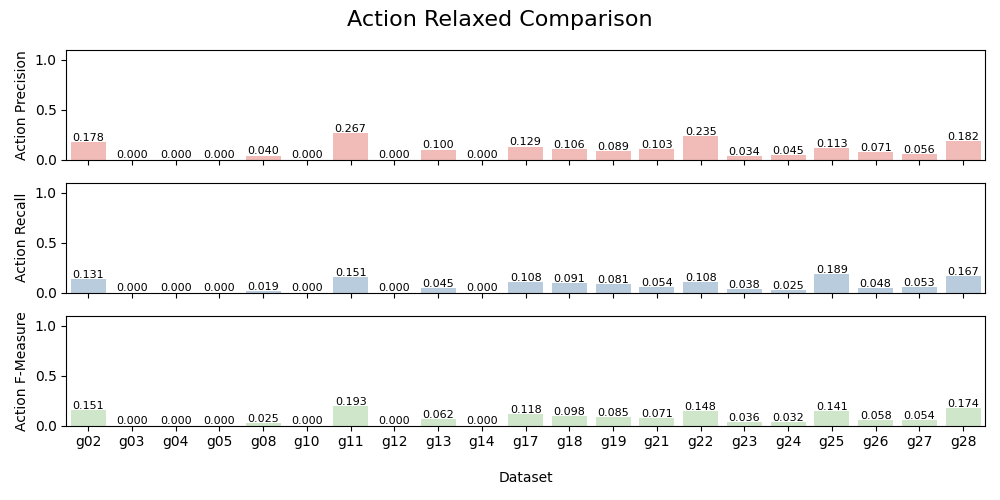 Action Relaxed Comparison
Action Precision
1.0
0.5
0.0
0.178 0.000 0.000 0.000 0.040 0.000 0.267 0.000 0.100 0.000 0.129 0.106 0.089 0.103 0.235 0.034 0.045 0.113 0.071 0.056 0.182
Action Recall
1.0
0.5
0.0
0.131 0.000 0.000 0.000 0.019 0.000 0.151 0.000 0.045 0.000 0.108 0.091 0.081 0.054 0.108 0.038 0.025 0.189 0.048 0.053 0.167
Action F-Measure
1.0
0.5
0.0
0.151 0.000 0.000 0.000 0.025 0.000 0.193 0.000 0.062 0.000 0.118 0.098 0.085 0.071 0.148 0.036 0.032 0.141 0.058 0.054 0.174
g02 g03 g04 g05 g08 g10 g11 g12 g13 g14 g17 g18 g19 g21 g22 g23 g24 g25 g26 g27 g28
Dataset